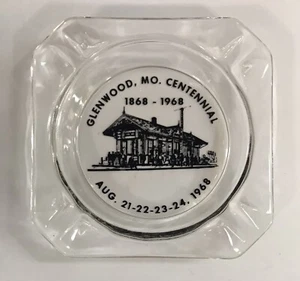 GLENWOOD, MO. CENTENNIAL
1868 - 1968
AUG. 21-22-23-24, 1968